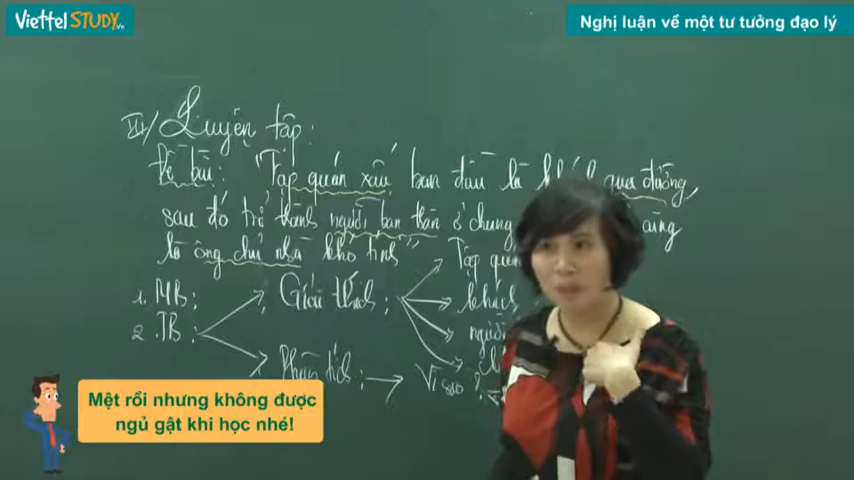 ViettelSTUDY.vn
Nghị luận về một tư tưởng đạo lý
III/ Luyện tập:
Đề bài: "Tập quán xấu ban đầu là khách qua đường,
sau đó trở thành người bạn thân ở chung
là ông chủ nhà khó tính"
1. MB:
2. TB:
Giải thích:
Tập quán
khách
người
Phân tích:
Vì sao
Mệt rồi nhưng không được
ngủ gật khi học nhé!